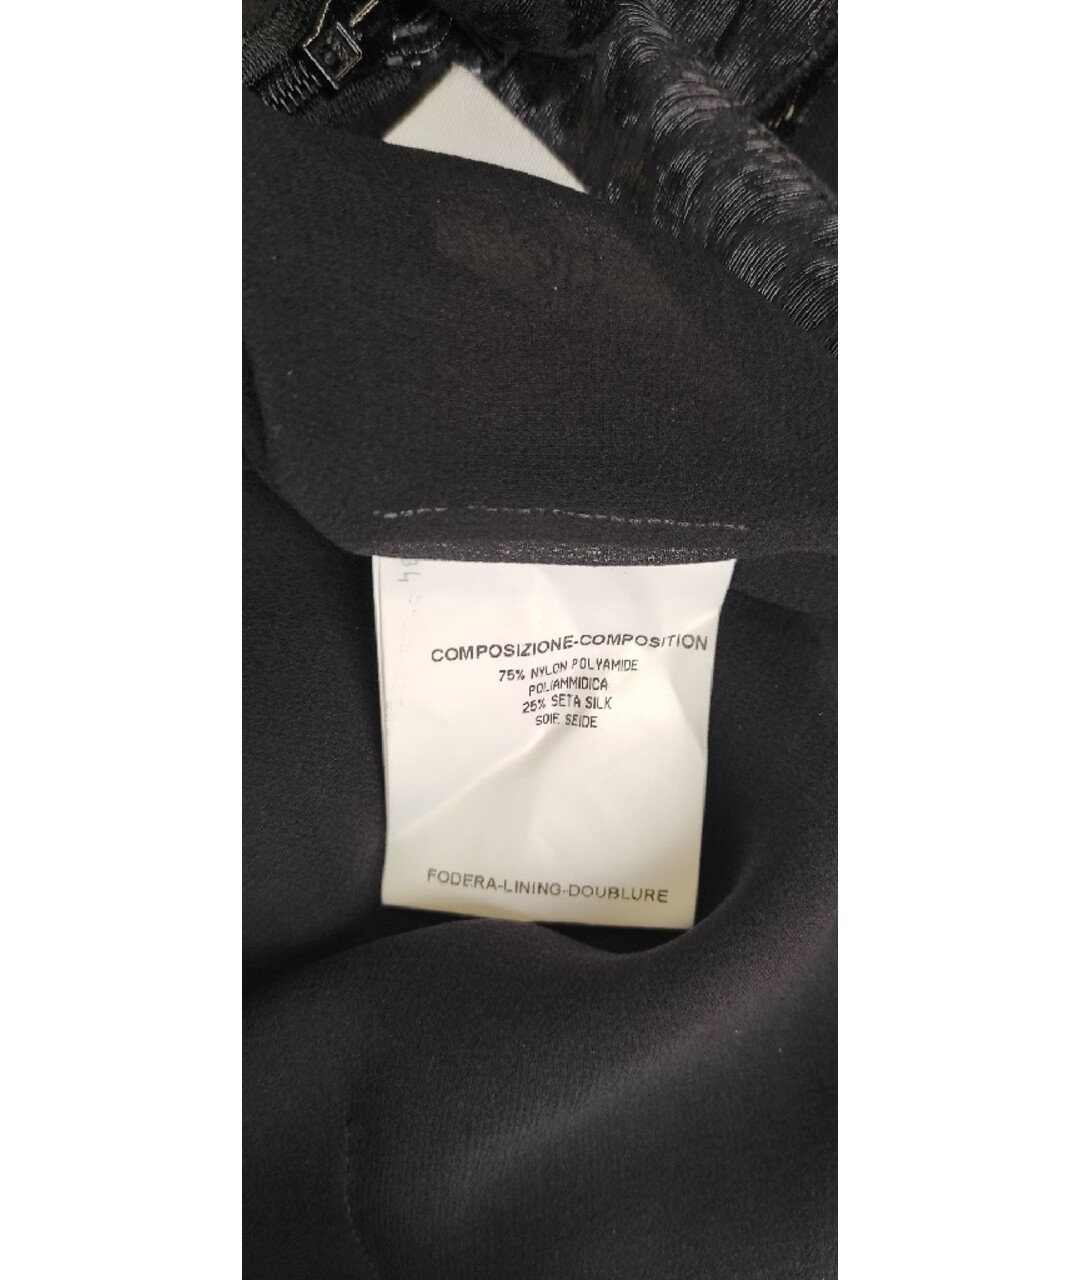 COMPOSIZIONE-COMPOSITION
75% NYLON POLYAMIDE
POLIAMMIDICA
25% SETA SILK
SOIE SEIDE
FODERA-LINING-DOUBLURE